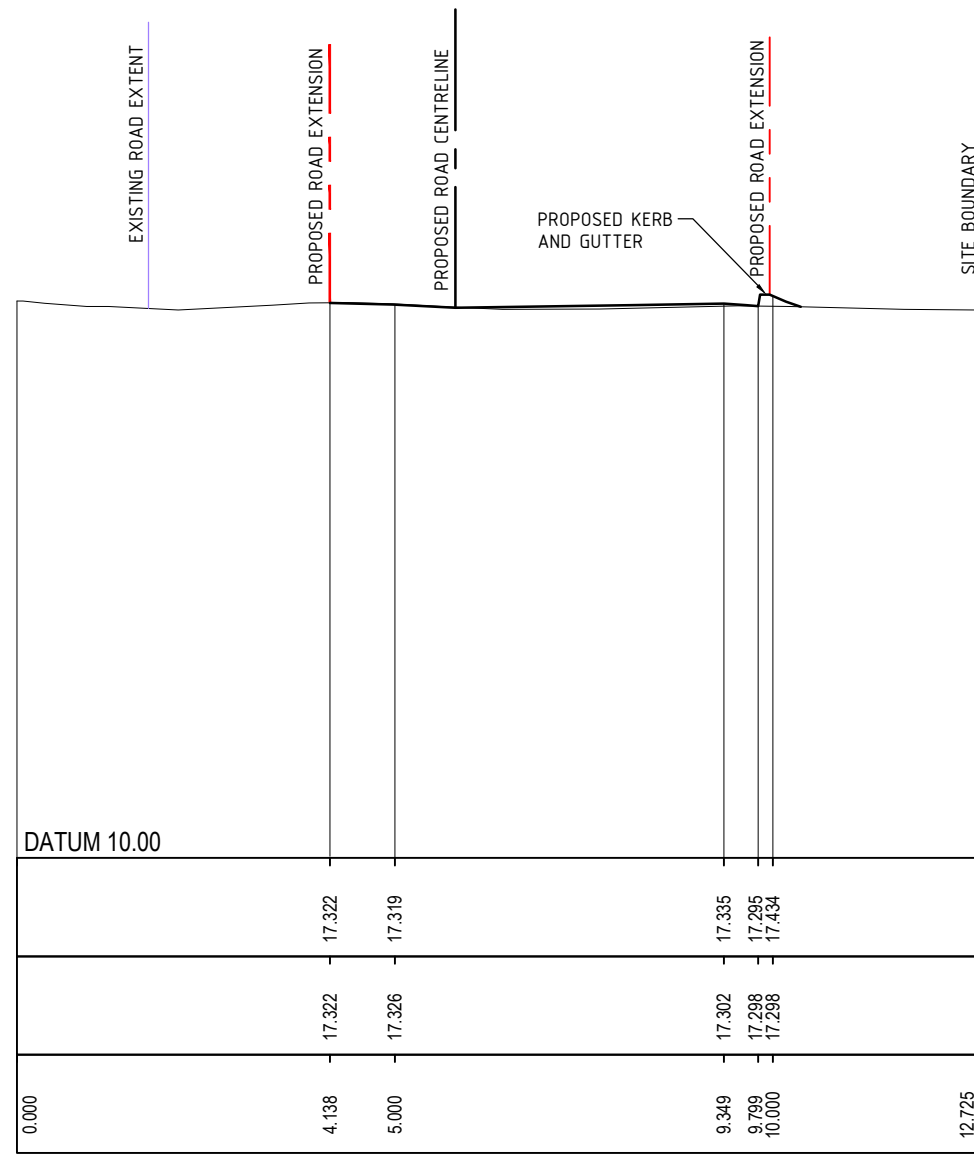 EXISTING ROAD EXTENT
PROPOSED ROAD EXTENSION
PROPOSED ROAD CENTRELINE
PROPOSED KERB
AND GUTTER
PROPOSED ROAD EXTENSION
SITE BOUNDARY
DATUM 10.00
17.322 17.319 17.335 17.295 17.434
17.322 17.326 17.302 17.298 17.298
0.000 4.138 5.000 9.349 9.799 10.000 12.725